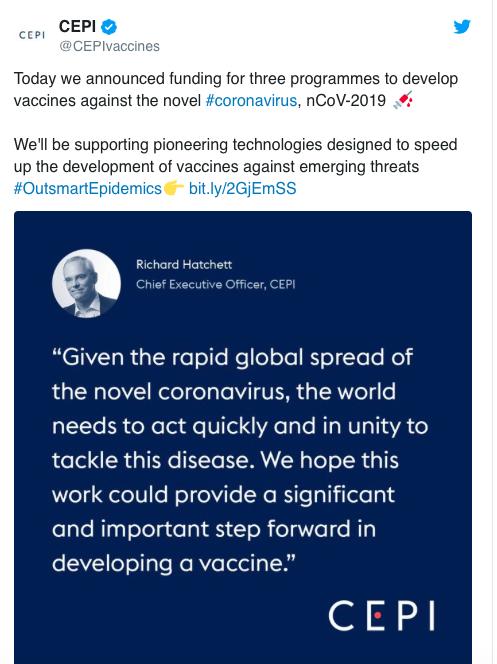 CEPI
CEPI
@CEPIvaccines
Today we announced funding for three programmes to develop
vaccines against the novel #coronavirus, nCoV-2019 💉
We'll be supporting pioneering technologies designed to speed
up the development of vaccines against emerging threats
#OutsmartEpidemics👉 bit.ly/2GjEmSS
Richard Hatchett
Chief Executive Officer, CEPI
“Given the rapid global spread of
the novel coronavirus, the world
needs to act quickly and in unity to
tackle this disease. We hope this
work could provide a significant
and important step forward in
developing a vaccine.”
CEPI